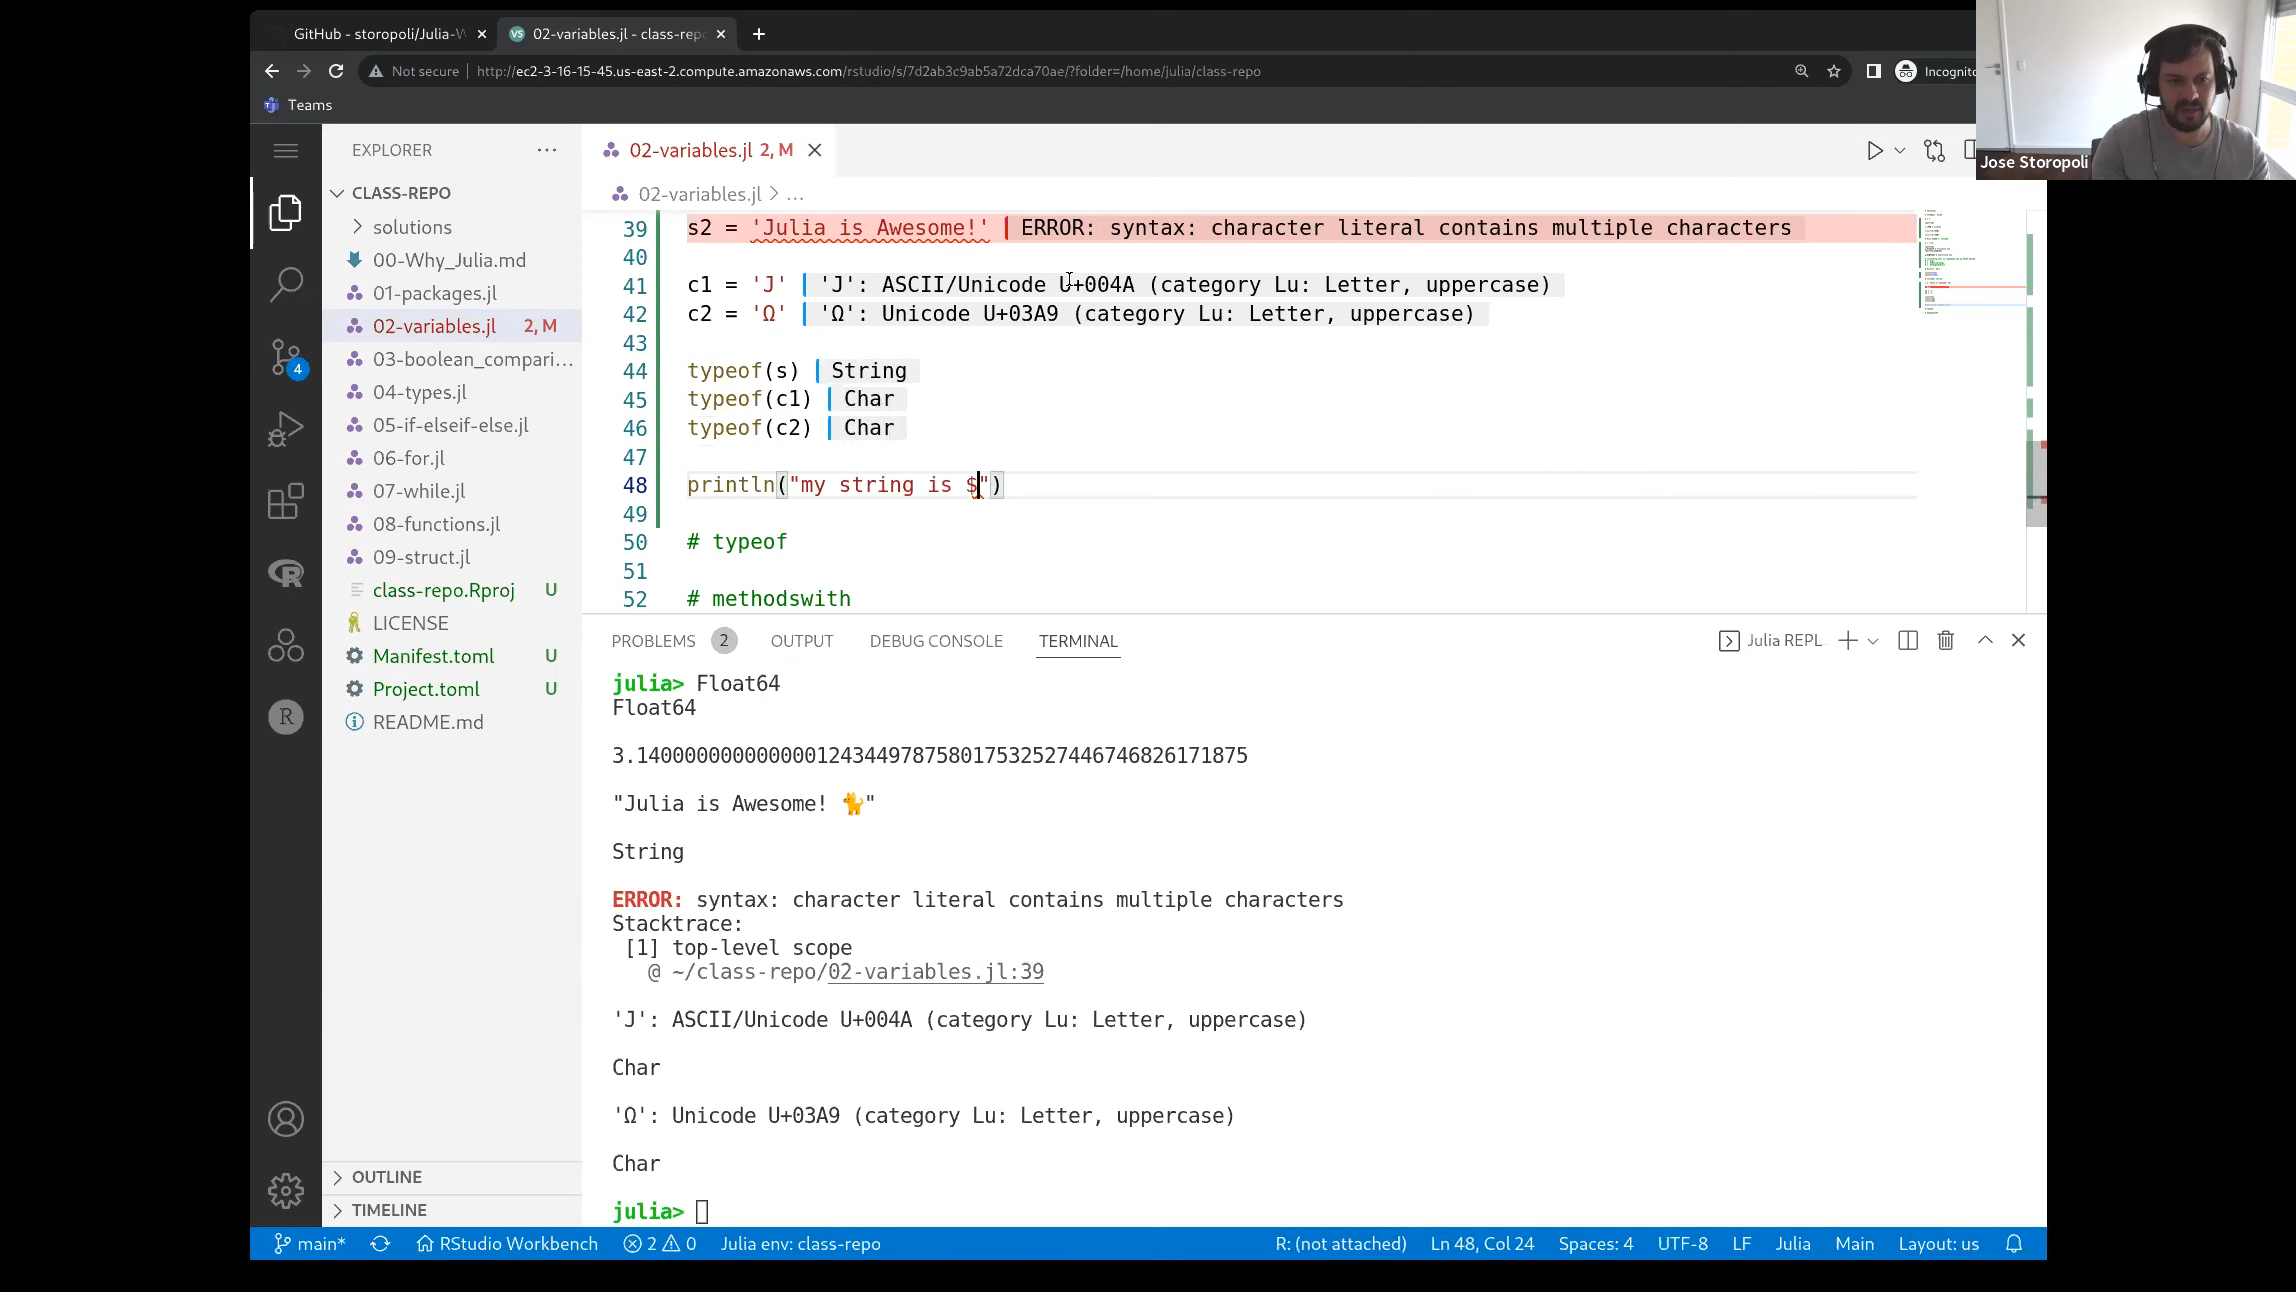 GitHub - storopoli/Julia-W
02-variables.jl - class-repo
Not secure
http://ec2-3-16-15-45.us-east-2.compute.amazonaws.com/rstudio/s/7d2ab3c9ab5a72dca70ae/?folder=/home/julia/class-repo
Incognito
Teams
Jose Storopoli
EXPLORER
CLASS-REPO
solutions
00-Why_Julia.md
01-packages.jl
02-variables.jl 2, M
03-boolean_compari...
04-types.jl
05-if-elseif-else.jl
06-for.jl
07-while.jl
08-functions.jl
09-struct.jl
class-repo.Rproj U
LICENSE
Manifest.toml U
Project.toml U
README.md
OUTLINE
TIMELINE
4
R
R
02-variables.jl 2, M
02-variables.jl > ...
39 s2 = 'Julia is Awesome!' ERROR: syntax: character literal contains multiple characters
40
41 c1 = 'J' 'J': ASCII/Unicode U+004A (category Lu: Letter, uppercase)
42 c2 = 'Ω' 'Ω': Unicode U+03A9 (category Lu: Letter, uppercase)
43
44 typeof(s) String
45 typeof(c1) Char
46 typeof(c2) Char
47
48 println("my string is $")
49
50 # typeof
51
52 # methodswith
PROBLEMS 2 OUTPUT DEBUG CONSOLE TERMINAL
Julia REPL
julia> Float64
Float64
3.140000000000000124344978758017532527446746826171875
"Julia is Awesome! 🐈"
String
ERROR: syntax: character literal contains multiple characters
Stacktrace:
[1] top-level scope
@ ~/class-repo/02-variables.jl:39
'J': ASCII/Unicode U+004A (category Lu: Letter, uppercase)
Char
'Ω': Unicode U+03A9 (category Lu: Letter, uppercase)
Char
julia>
main* RStudio Workbench 2 0 Julia env: class-repo
R: (not attached) Ln 48, Col 24 Spaces: 4 UTF-8 LF Julia Main Layout: us